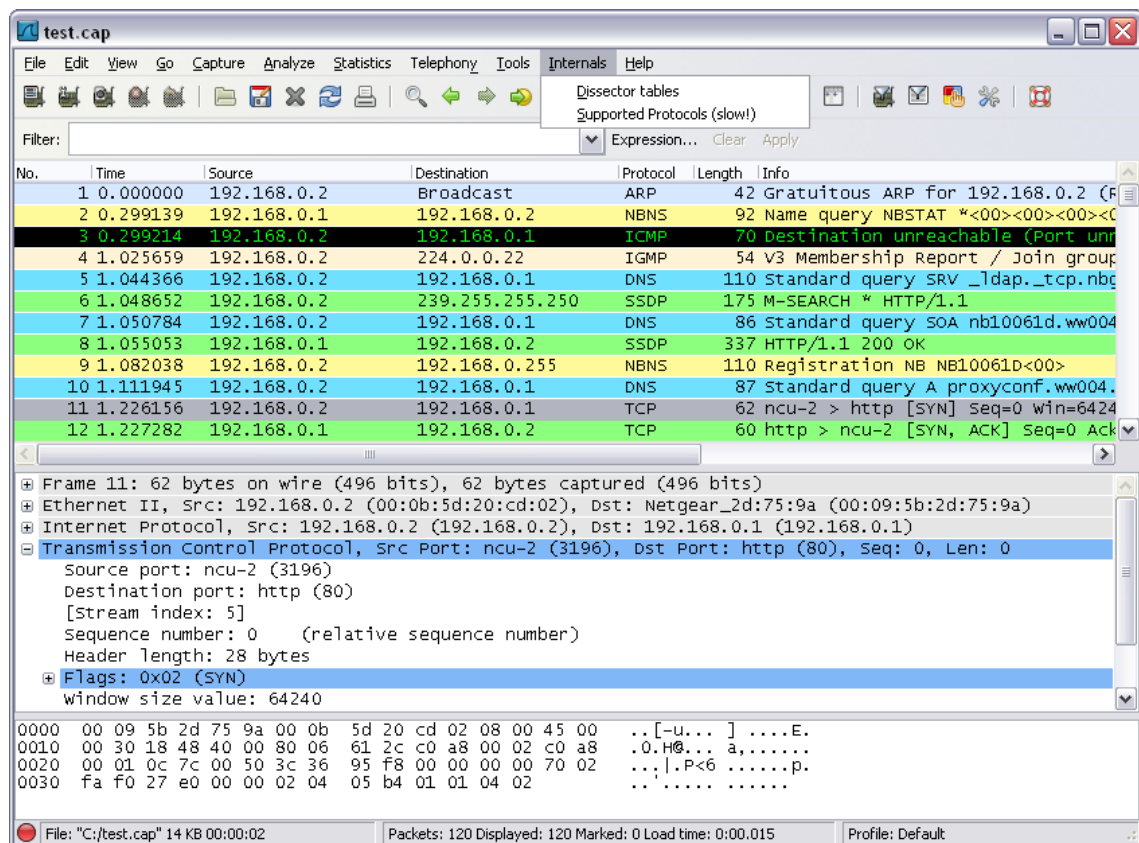 test.cap
File Edit View Go Capture Analyze Statistics Telephony Tools Internals Help
Dissector tables
Supported Protocols (slow!)
Filter: Expression... Clear Apply
No. Time Source Destination Protocol Length Info
1 0.000000 192.168.0.2 Broadcast ARP 42 Gratuitous ARP for 192.168.0.2 (R
2 0.299139 192.168.0.1 192.168.0.2 NBNS 92 Name query NBSTAT *<00><00><00><0
3 0.299214 192.168.0.2 192.168.0.1 ICMP 70 Destination unreachable (Port unr
4 1.025659 192.168.0.2 224.0.0.22 IGMP 54 V3 Membership Report / Join group
5 1.044366 192.168.0.2 192.168.0.1 DNS 110 Standard query SRV _ldap._tcp.nbg
6 1.048652 192.168.0.2 239.255.255.250 SSDP 175 M-SEARCH * HTTP/1.1
7 1.050784 192.168.0.2 192.168.0.1 DNS 86 Standard query SOA nb10061d.ww004
8 1.055053 192.168.0.1 192.168.0.2 SSDP 337 HTTP/1.1 200 OK
9 1.082038 192.168.0.2 192.168.0.255 NBNS 110 Registration NB NB10061D<00>
10 1.111945 192.168.0.2 192.168.0.1 DNS 87 Standard query A proxyconf.ww004.
11 1.226156 192.168.0.2 192.168.0.1 TCP 62 ncu-2 > http [SYN] Seq=0 Win=6424
12 1.227282 192.168.0.1 192.168.0.2 TCP 60 http > ncu-2 [SYN, ACK] Seq=0 Ack
Frame 11: 62 bytes on wire (496 bits), 62 bytes captured (496 bits)
Ethernet II, Src: 192.168.0.2 (00:0b:5d:20:cd:02), Dst: Netgear_2d:75:9a (00:09:5b:2d:75:9a)
Internet Protocol, Src: 192.168.0.2 (192.168.0.2), Dst: 192.168.0.1 (192.168.0.1)
Transmission Control Protocol, Src Port: ncu-2 (3196), Dst Port: http (80), Seq: 0, Len: 0
Source port: ncu-2 (3196)
Destination port: http (80)
[Stream index: 5]
Sequence number: 0 (relative sequence number)
Header length: 28 bytes
Flags: 0x02 (SYN)
Window size value: 64240
0000 00 09 5b 2d 75 9a 00 0b 5d 20 cd 02 08 00 45 00 ..[-u... ] ....E.
0010 00 30 18 48 40 00 80 06 61 2c c0 a8 00 02 c0 a8 .0.H@... a,......
0020 00 01 0c 7c 00 50 3c 36 95 f8 00 00 00 00 70 02 ...|.P<6 ......p.
0030 fa f0 27 e0 00 00 02 04 05 b4 01 01 04 02 ..'..... ......
File: "C:/test.cap" 14 KB 00:00:02 Packets: 120 Displayed: 120 Marked: 0 Load time: 0:00.015 Profile: Default